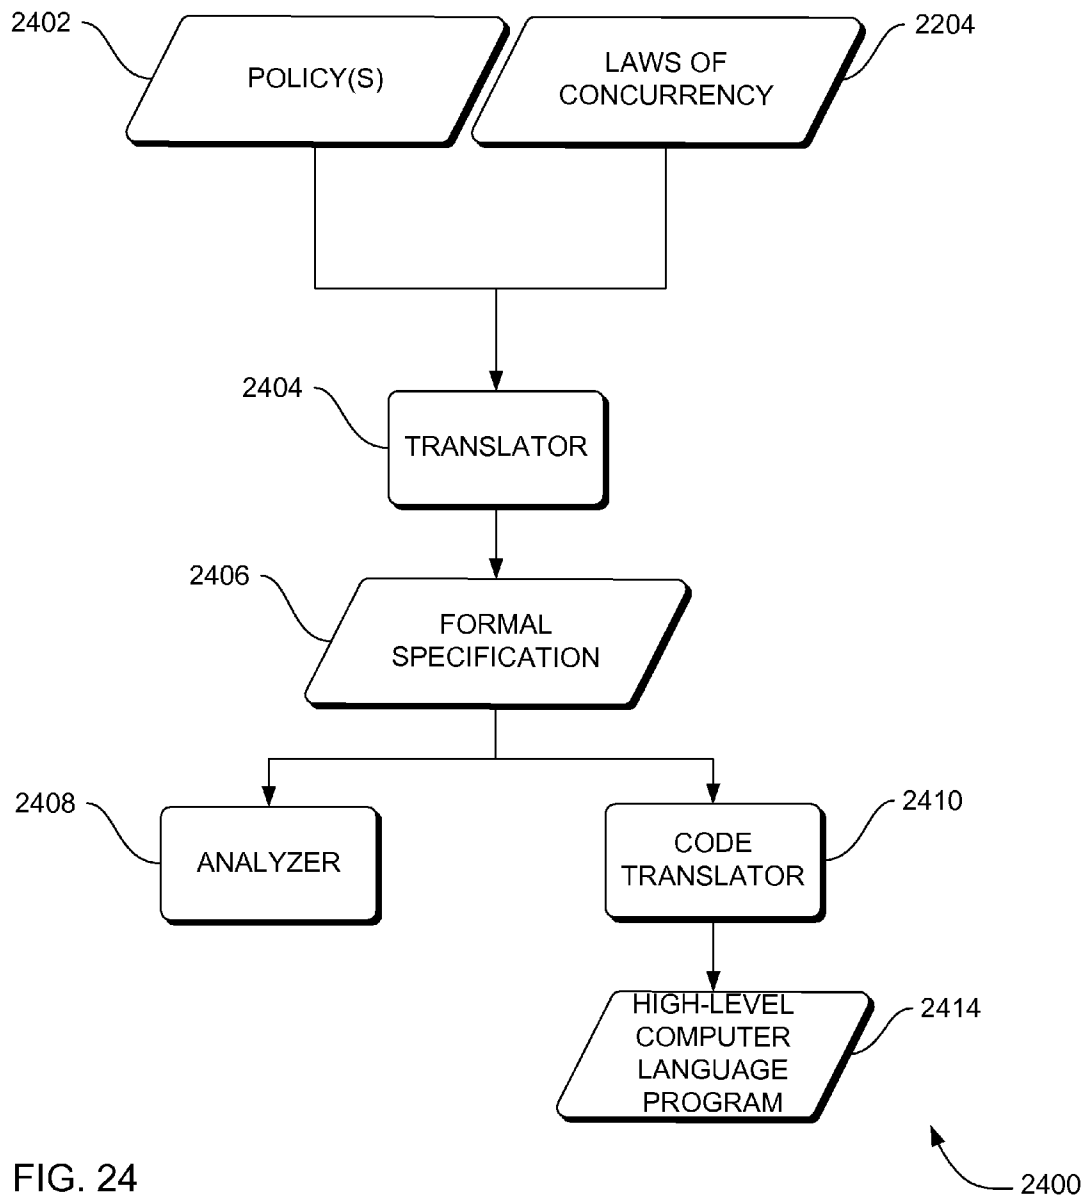 2402
POLICY(S)
LAWS OF
CONCURRENCY
2204
2404
TRANSLATOR
2406
FORMAL
SPECIFICATION
2408
ANALYZER
CODE
TRANSLATOR
2410
HIGH-LEVEL
COMPUTER
LANGUAGE
PROGRAM
2414
FIG. 24
2400